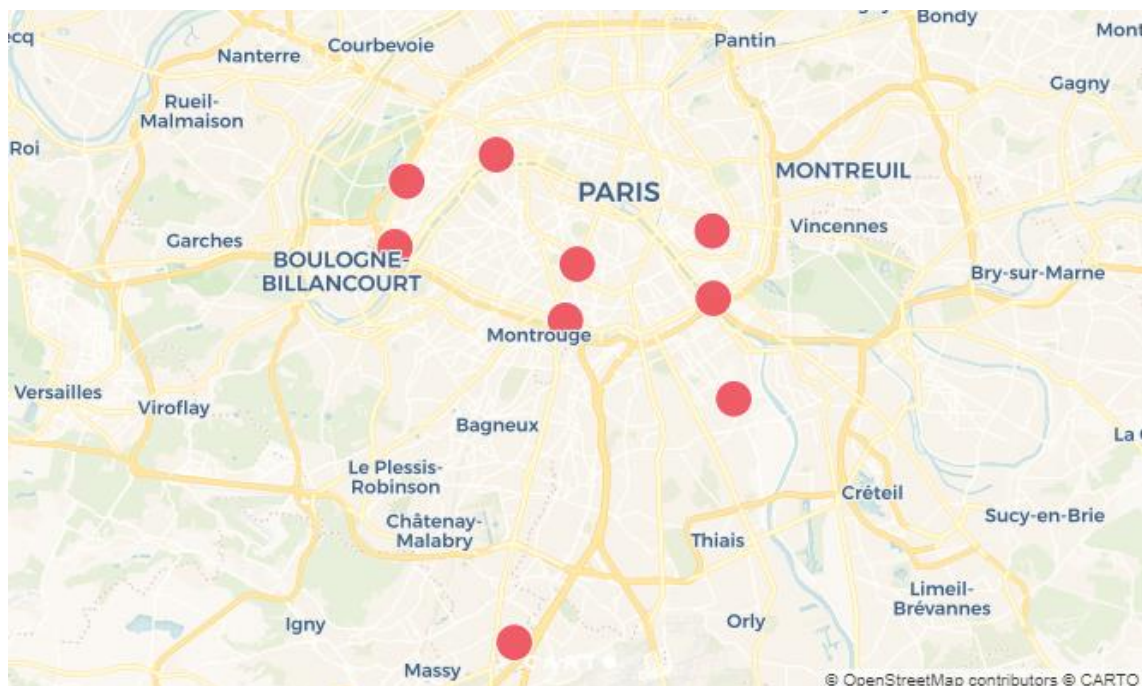 Bondy
Mont
ecq
Courbevoie
Pantin
Nanterre
Gagny
Rueil-
Malmaison
Roi
MONTREUIL
PARIS
Vincennes
Garches
BOULOGNE-
BILLANCOURT
Bry-sur-Marne
Montrouge
Versailles
Viroflay
Bagneux
La
Le Plessis-
Robinson
Créteil
Châtenay-
Malabry
Sucy-en-Brie
Thiais
Limeil-
Brévannes
Igny
Orly
Massy
CARTO
© OpenStreetMap contributors © CARTO